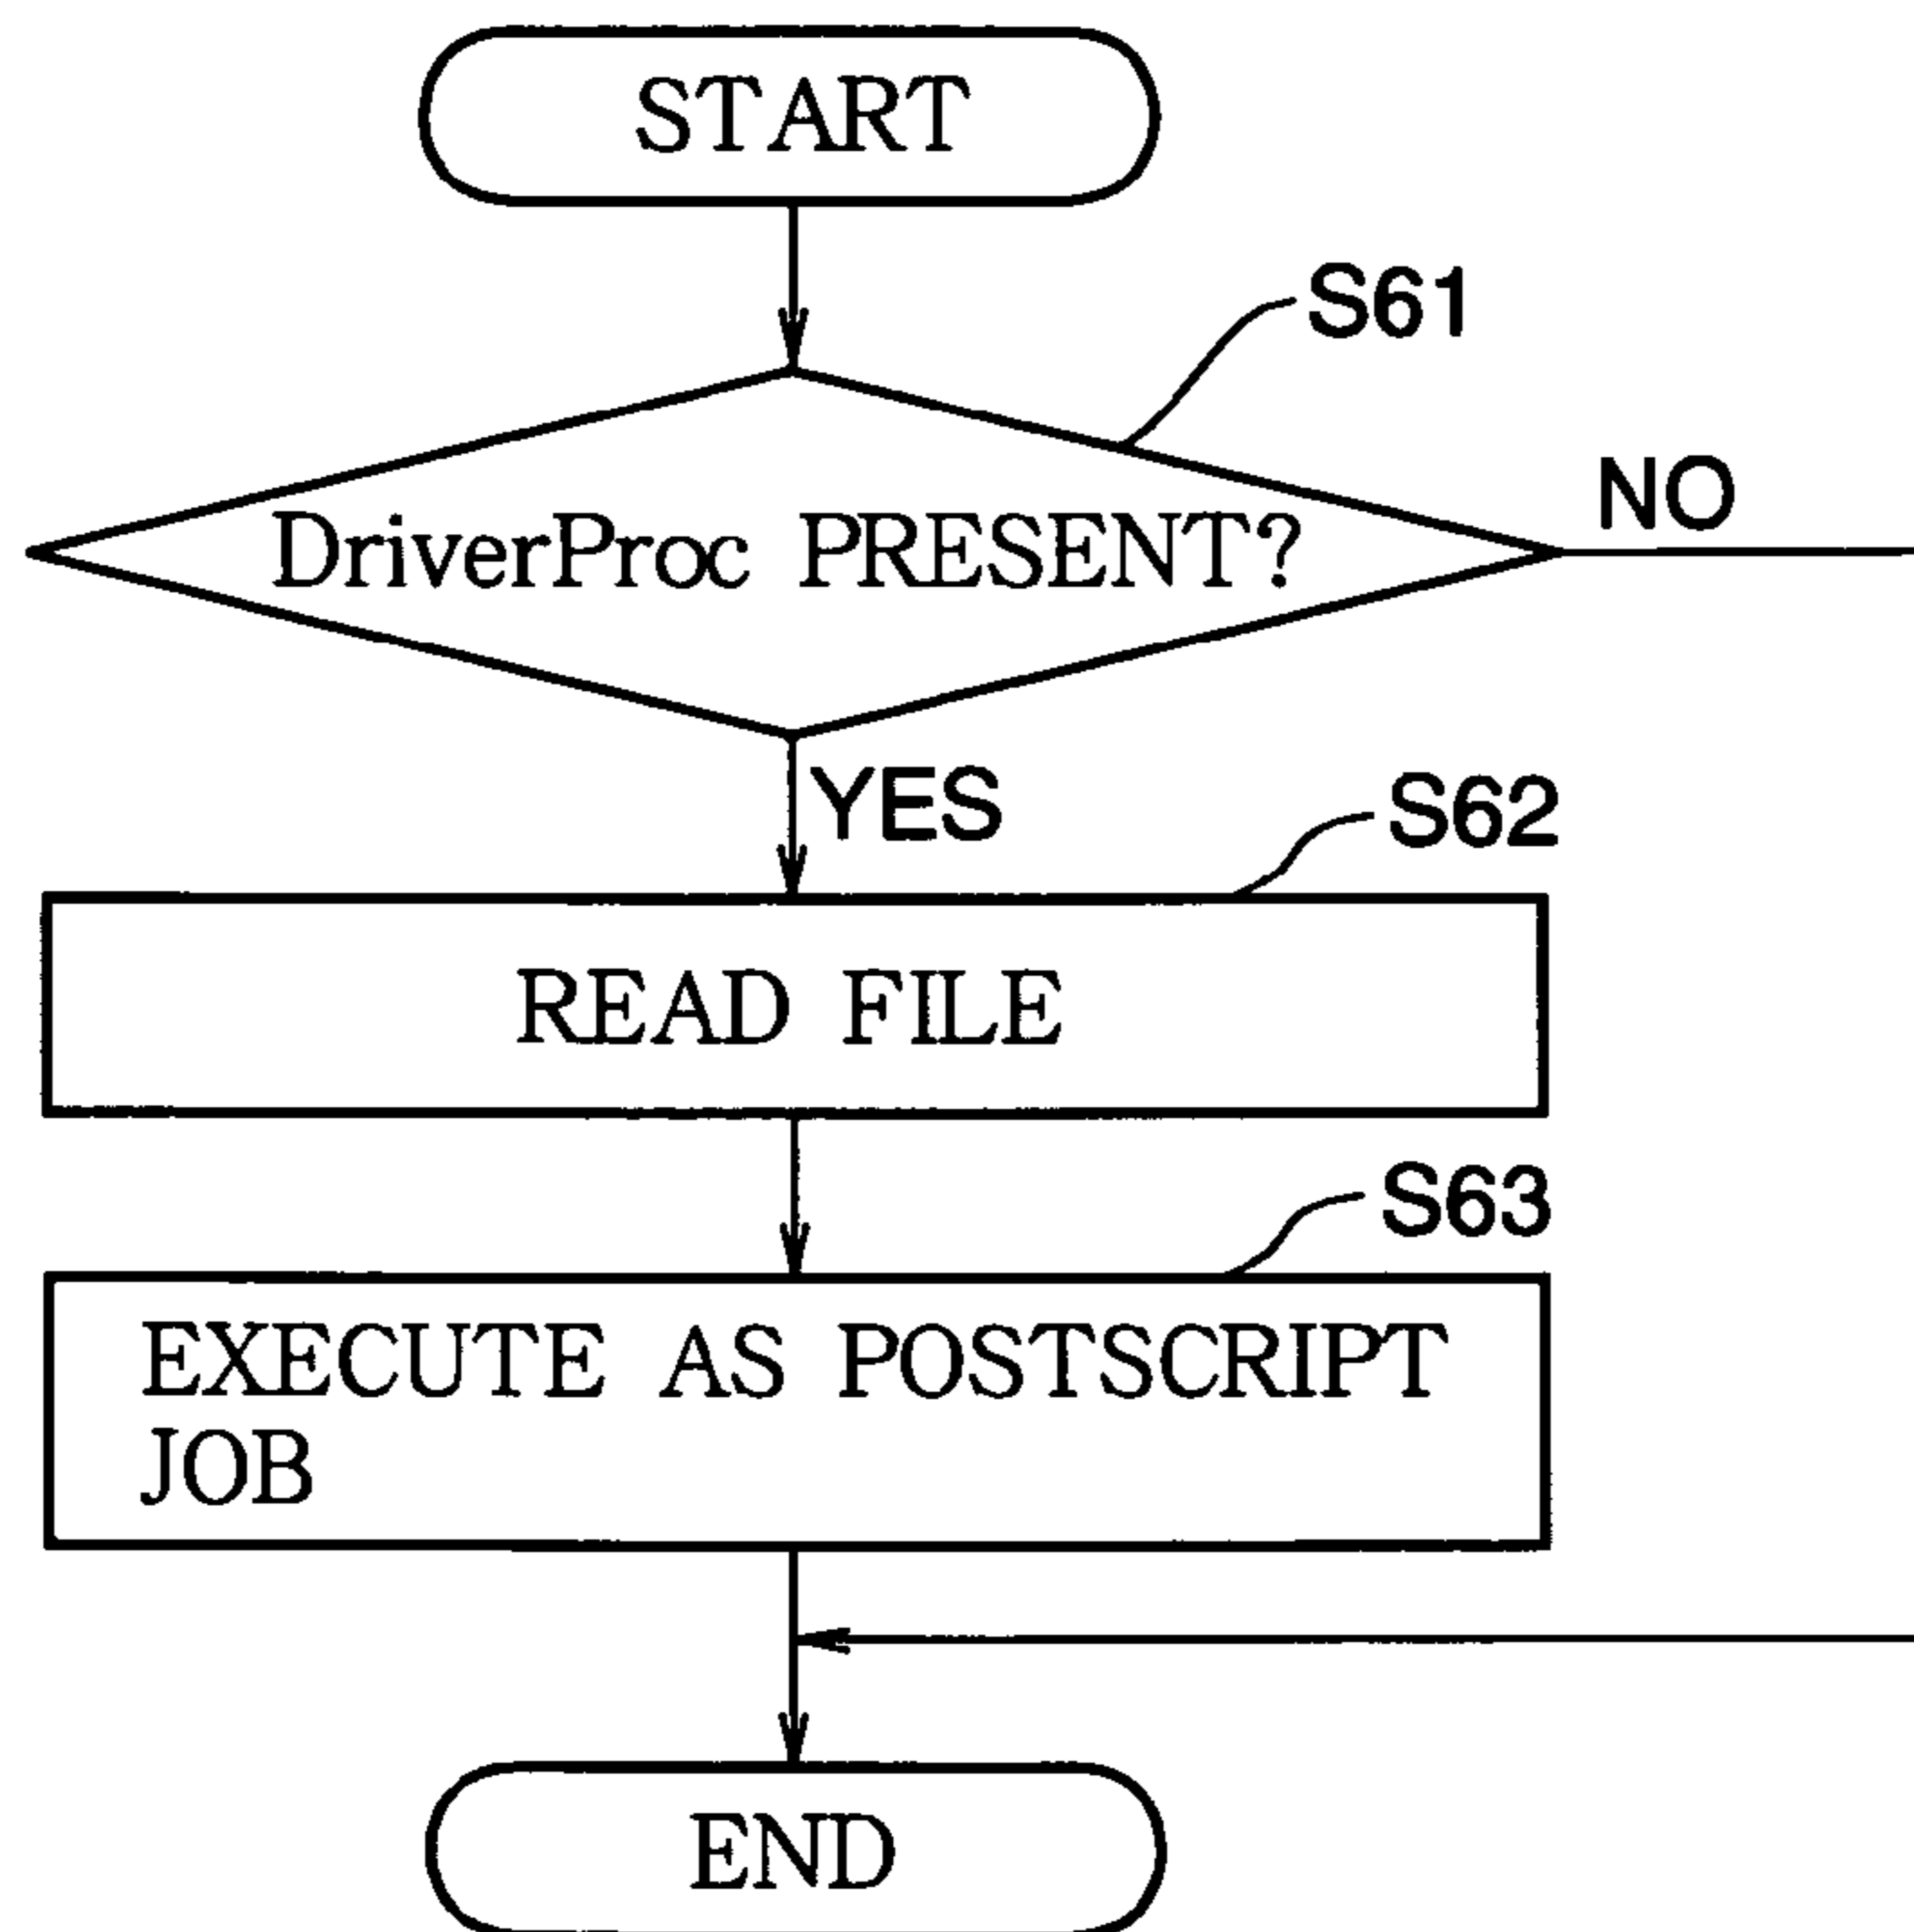 START
S61
DriverProc PRESENT?
NO
YES
S62
READ FILE
S63
EXECUTE AS POSTSCRIPT
JOB
END